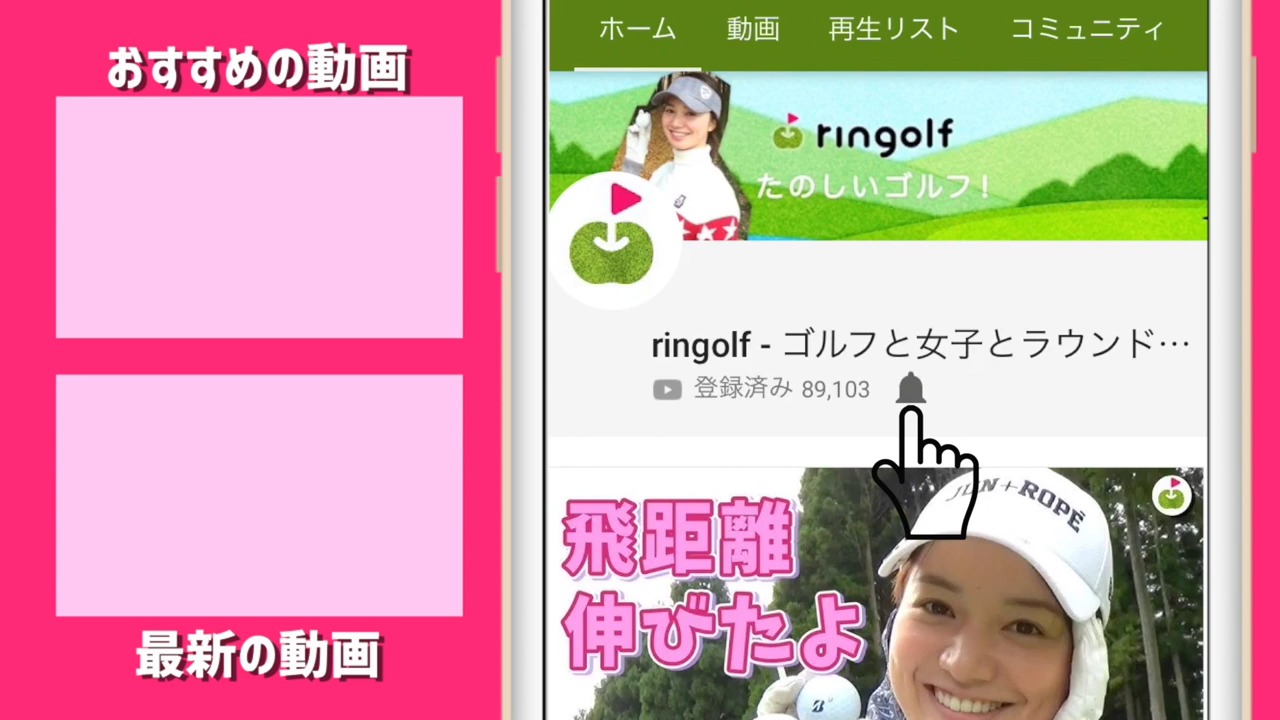 おすすめの動画
最新の動画
ホーム 動画 再生リスト コミュニティ
ringolf
たのしいゴルフ!
ringolf - ゴルフと女子とラウンド…
登録済み 89,103
飛距離
伸びたよ
JUN+ROPÉ
B